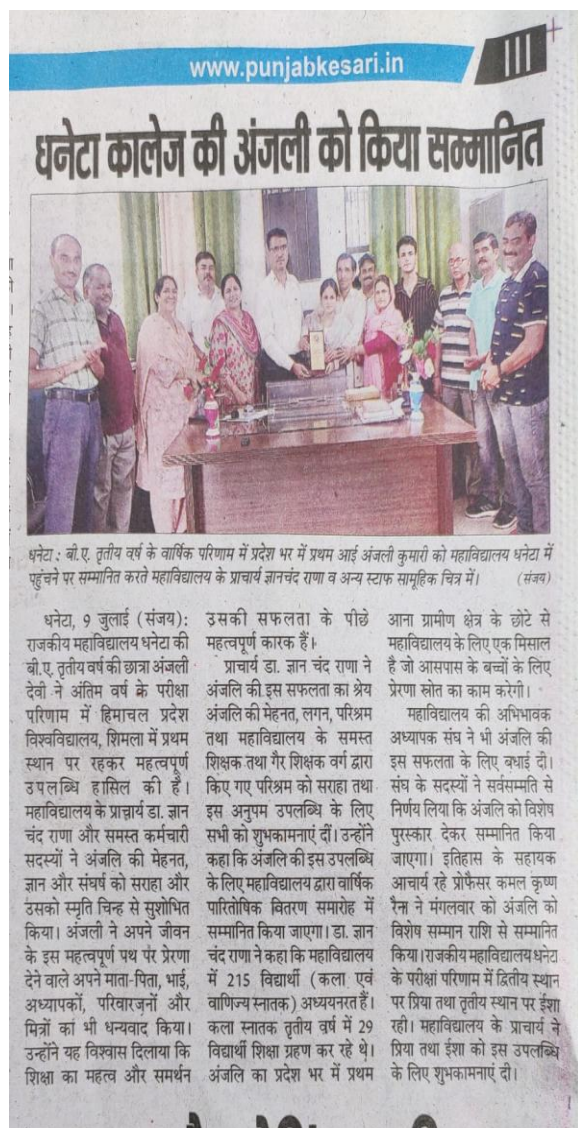 www.punjabkesari.in
III
धनेटा कालेज की अंजली को किया सम्मानित
धनेटा : बी.ए. तृतीय वर्ष के वार्षिक परिणाम में प्रदेश भर में प्रथम आई अंजली कुमारी को महाविद्यालय धनेटा में
पहुंचने पर सम्मानित करते महाविद्यालय के प्राचार्य ज्ञानचंद राणा व अन्य स्टाफ सामूहिक चित्र में। (संजय)
धनेटा, 9 जुलाई (संजय):
राजकीय महाविद्यालय धनेटा की
बी.ए. तृतीय वर्ष की छात्रा अंजली
देवी ने अंतिम वर्ष के परीक्षा
परिणाम में हिमाचल प्रदेश
विश्वविद्यालय, शिमला में प्रथम
स्थान पर रहकर महत्वपूर्ण
उपलब्धि हासिल की है।
महाविद्यालय के प्राचार्य डा. ज्ञान
चंद राणा और समस्त कर्मचारी
सदस्यों ने अंजलि की मेहनत,
ज्ञान और संघर्ष को सराहा और
उसको स्मृति चिन्ह से सुशोभित
किया। अंजली ने अपने जीवन
के इस महत्वपूर्ण पथ पर प्रेरणा
देने वाले अपने माता-पिता, भाई,
अध्यापकों, परिवारजनों और
मित्रों का भी धन्यवाद किया।
उन्होंने यह विश्वास दिलाया कि
शिक्षा का महत्व और समर्थन
उसकी सफलता के पीछे
महत्वपूर्ण कारक हैं।
प्राचार्य डा. ज्ञान चंद राणा ने
अंजलि की इस सफलता का श्रेय
अंजलि की मेहनत, लगन, परिश्रम
तथा महाविद्यालय के समस्त
शिक्षक तथा गैर शिक्षक वर्ग द्वारा
किए गए परिश्रम को सराहा तथा
इस अनुपम उपलब्धि के लिए
सभी को शुभकामनाएं दीं। उन्होंने
कहा कि अंजलि की इस उपलब्धि
के लिए महाविद्यालय द्वारा वार्षिक
पारितोषिक वितरण समारोह में
सम्मानित किया जाएगा। डा. ज्ञान
चंद राणा ने कहा कि महाविद्यालय
में 215 विद्यार्थी (कला एवं
वाणिज्य स्नातक) अध्ययनरत हैं।
कला स्नातक तृतीय वर्ष में 29
विद्यार्थी शिक्षा ग्रहण कर रहे थे।
अंजलि का प्रदेश भर में प्रथम
आना ग्रामीण क्षेत्र के छोटे से
महाविद्यालय के लिए एक मिसाल
है जो आसपास के बच्चों के लिए
प्रेरणा स्रोत का काम करेगी।
महाविद्यालय की अभिभावक
अध्यापक संघ ने भी अंजलि की
इस सफलता के लिए बधाई दी।
संघ के सदस्यों ने सर्वसम्मति से
निर्णय लिया कि अंजलि को विशेष
पुरस्कार देकर सम्मानित किया
जाएगा। इतिहास के सहायक
आचार्य रहे प्रोफैसर कमल कृष्ण
रैना ने मंगलवार को अंजलि को
विशेष सम्मान राशि से सम्मानित
किया। राजकीय महाविद्यालय धनेटा
के परीक्षा परिणाम में द्वितीय स्थान
पर प्रिया तथा तृतीय स्थान पर ईशा
रही। महाविद्यालय के प्राचार्य ने
प्रिया तथा ईशा को इस उपलब्धि
के लिए शुभकामनाएं दी।